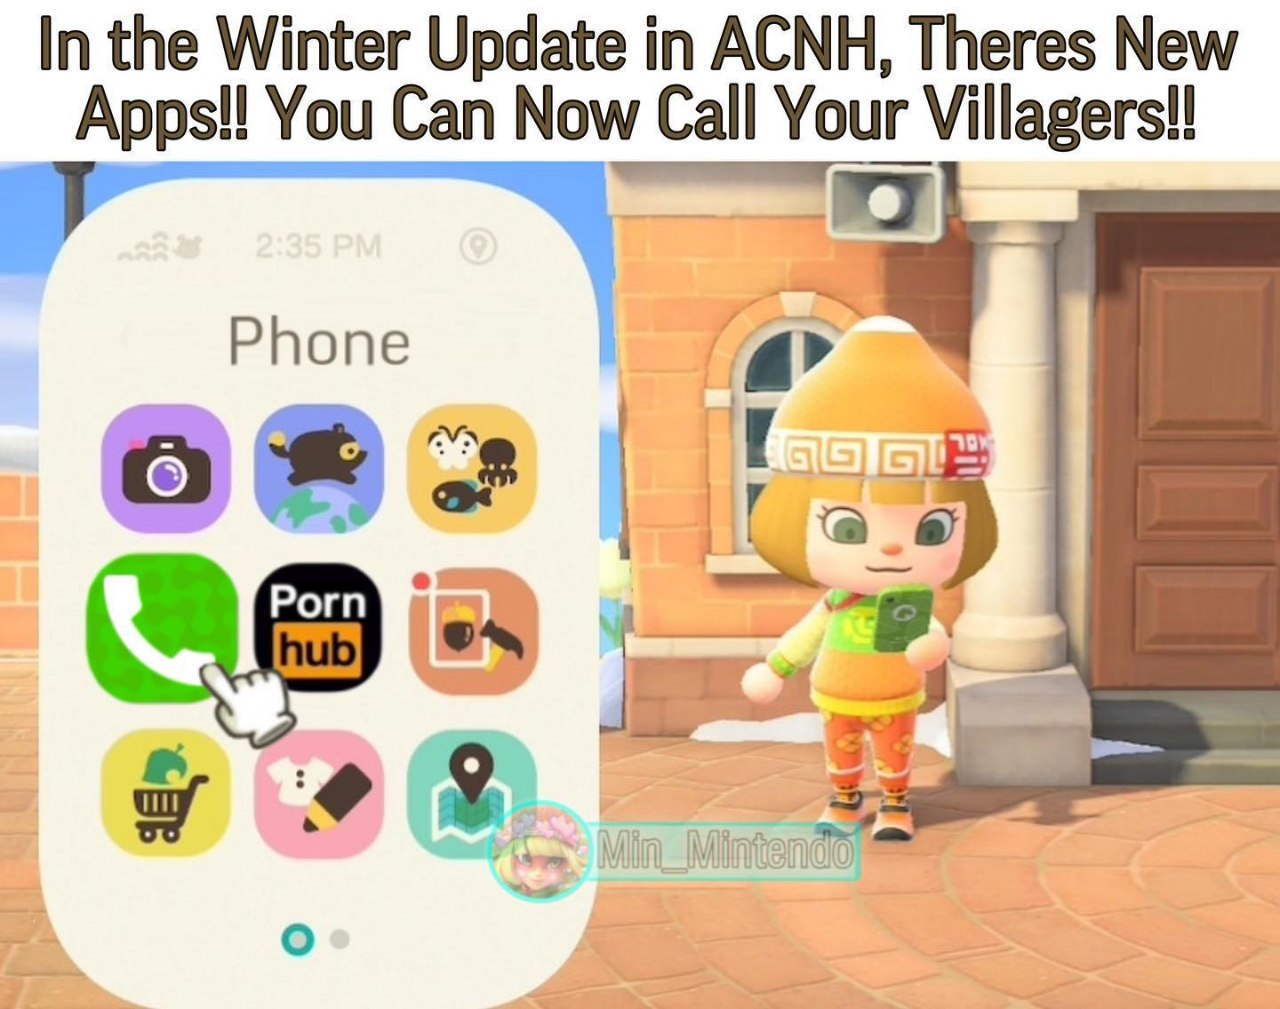 In the Winter Update in ACNH, Theres New
Apps!! You Can Now Call Your Villagers!!
2:35 PM
Phone
Porn
hub
Min_Mintendo